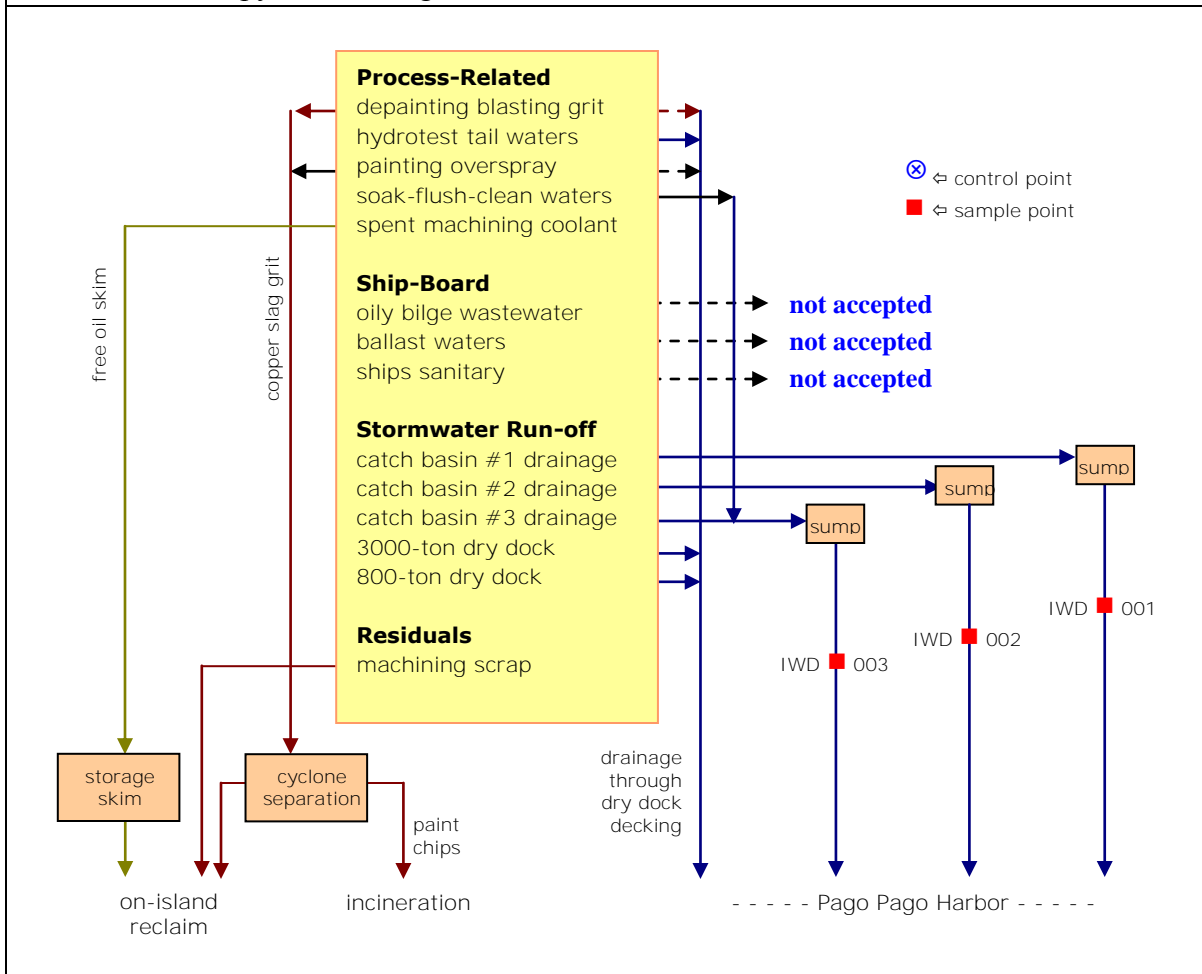 Process-Related
depainting blasting grit
hydrotest tail waters
painting overspray
soak-flush-clean waters
spent machining coolant
⊗ ⇦ control point
■ ⇦ sample point
free oil skim
copper slag grit
Ship-Board
oily bilge wastewater
not accepted
ballast waters
not accepted
ships sanitary
not accepted
Stormwater Run-off
catch basin #1 drainage
catch basin #2 drainage
catch basin #3 drainage
3000-ton dry dock
800-ton dry dock
sump
sump
sump
IWD 001
IWD 002
IWD 003
Residuals
machining scrap
storage
skim
cyclone
separation
paint
chips
drainage
through
dry dock
decking
on-island
reclaim
incineration
- - - - - Pago Pago Harbor - - - - -